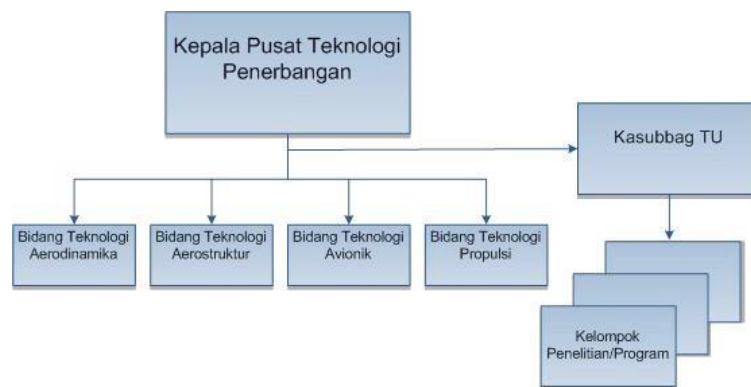 Kepala Pusat Teknologi
Penerbangan
Kasubbag TU
Bidang Teknologi
Aerodinamika
Bidang Teknologi
Aerostruktur
Bidang Teknologi
Avionik
Bidang Teknologi
Propulsi
Kelompok
Penelitian/Program